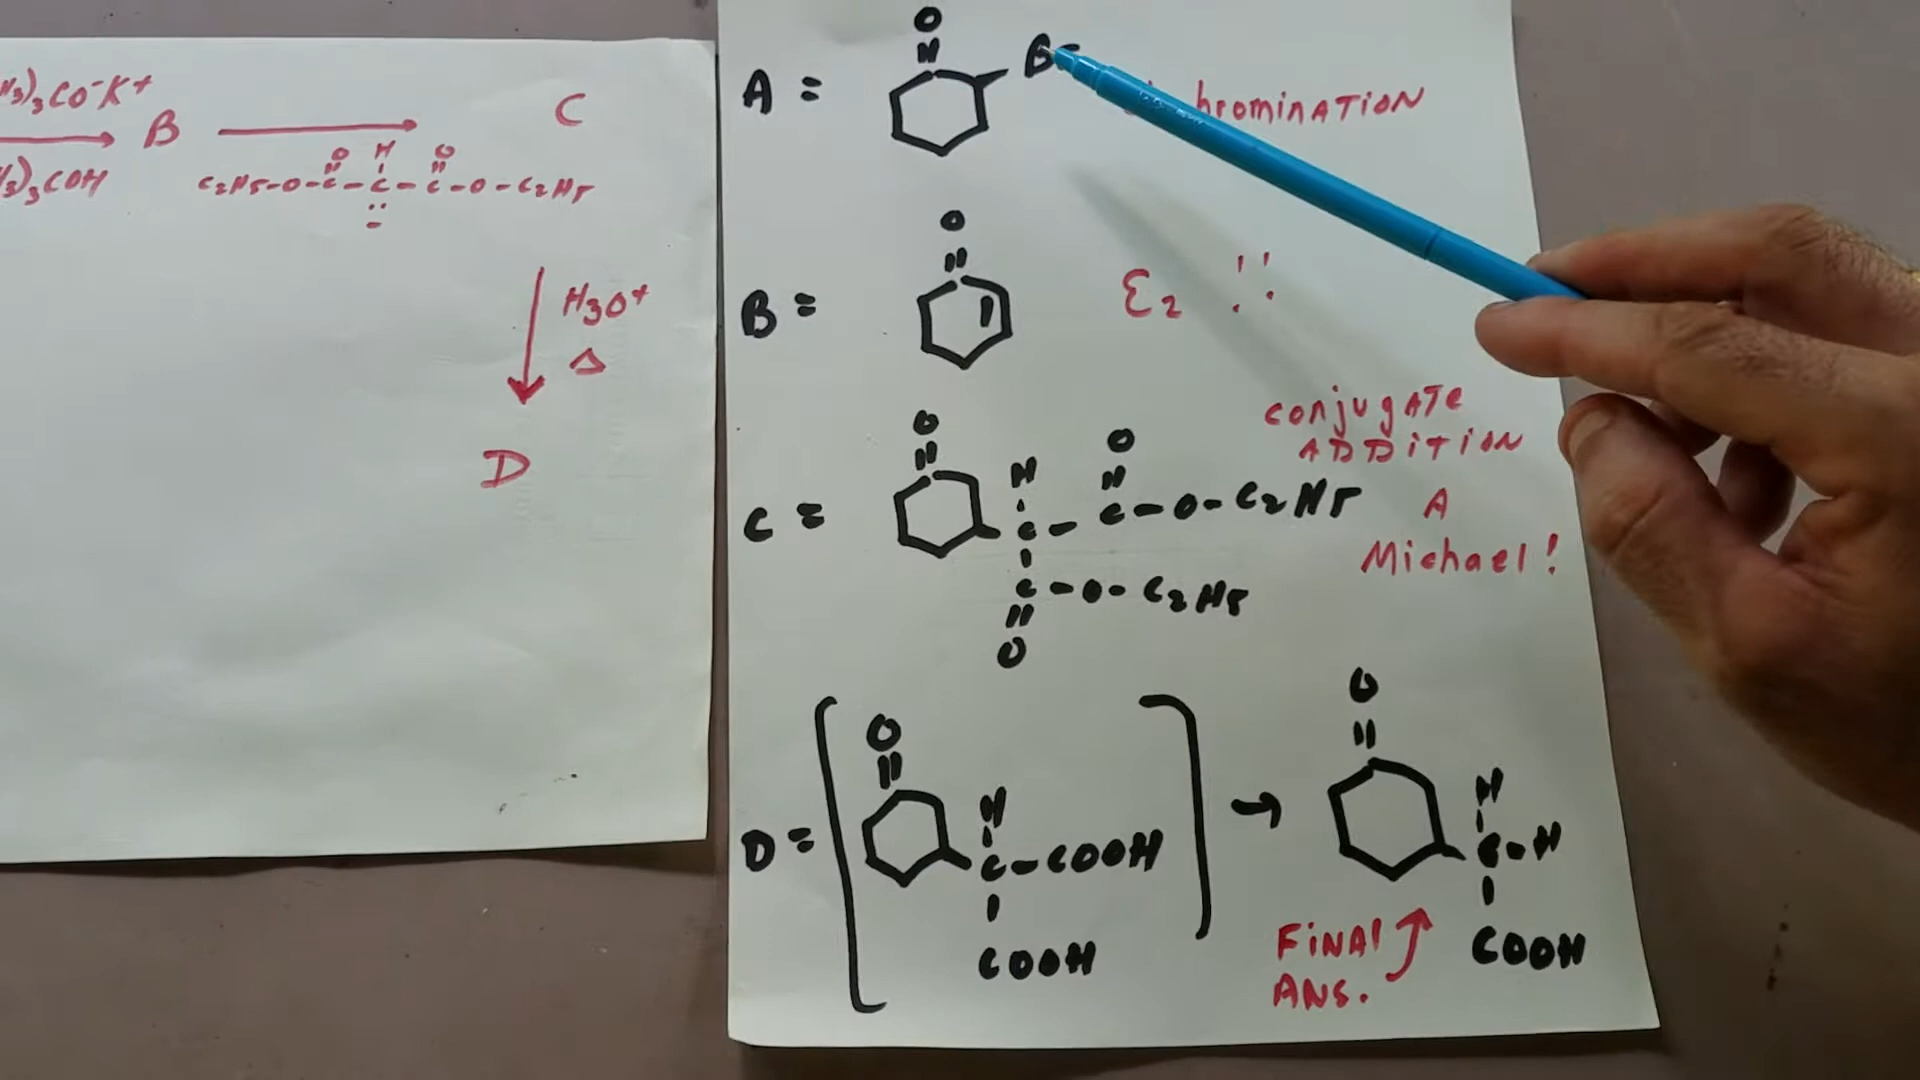 H3)3CO-K+
B
C
H3)3COH
O H O
C2H5-O-C-C-C-O-C2H5
H3O+
Δ
D
O
A = Br
bromination
O
B = E2 !!
conjugate
addition
O H O
C = C-C-O-C2H5
A
Michael!
C-O-C2H5
O
O O
D = H H
C-COOH → C-H
COOH COOH
Final
Ans.